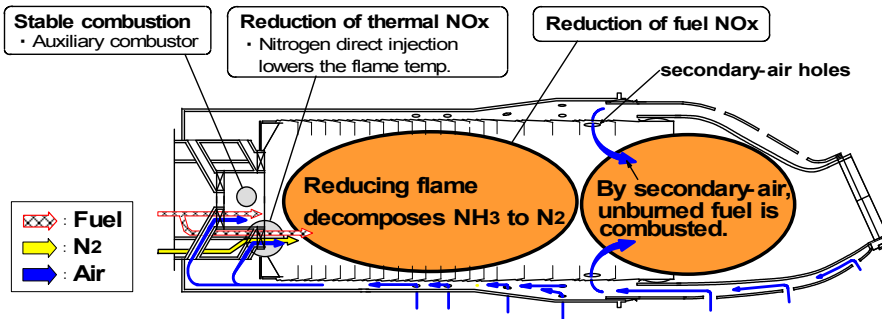 Stable combustion
・Auxiliary combustor
Reduction of thermal NOx
・Nitrogen direct injection
lowers the flame temp.
Reduction of fuel NOx
secondary-air holes
Reducing flame
decomposes NH3 to N2
By secondary-air,
unburned fuel is
combusted.
: Fuel
: N2
: Air